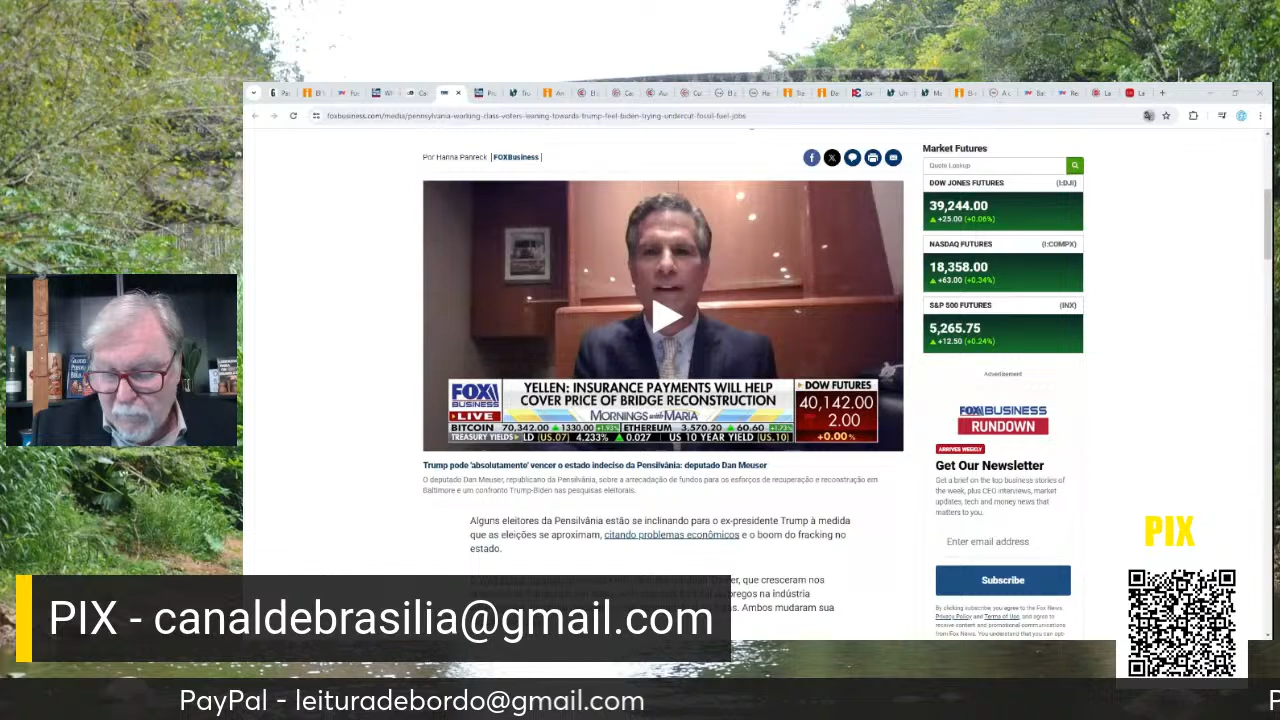 foxbusiness.com/media/pennsylvania-working-class-voters-leaning-towards-trump-feel-biden-trying-undercut-fossil-fuel-jobs
Por Hanna Panreck | FOXBusiness |
Market Futures
Quote Lookup
DOW JONES FUTURES (I:DJI)
39,244.00
+25.00 (+0.06%)
NASDAQ FUTURES (I:COMPX)
18,358.00
+63.00 (+0.34%)
S&P 500 FUTURES (INX)
5,265.75
+12.50 (+0.24%)
Advertisement
FOX BUSINESS
RUNDOWN
ARRIVES WEEKLY
Get Our Newsletter
Get a brief on the top business stories of
the week, plus CEO interviews, market
updates, tech and money news that
matters to you.
Enter email address
Subscribe
By clicking subscribe, you agree to the Fox News
Privacy Policy and Terms of Use, and agree to
receive content and promotional communications
from Fox News. You understand that you can opt-
FOX
BUSINESS
LIVE
YELLEN: INSURANCE PAYMENTS WILL HELP
COVER PRICE OF BRIDGE RECONSTRUCTION
MORNINGS with MARIA
DOW FUTURES
40,142.00
2.00
+0.00%
BITCOIN 70,342.00 1330.00 +1.93% ETHEREUM 3,570.20 60.60 +1.73%
TREASURY YIELDS LD (US.07) 4.233% 0.027 US 10 YEAR YIELD (US.10)
Trump pode 'absolutamente' vencer o estado indeciso da Pensilvânia: deputado Dan Meuser
O deputado Dan Meuser, republicano da Pensilvânia, sobre a arrecadação de fundos para os esforços de recuperação e reconstrução em
Baltimore e um confronto Trump-Biden nas pesquisas eleitorais.
Alguns eleitores da Pensilvânia estão se inclinando para o ex-presidente Trump à medida
que as eleições se aproximam, citando problemas econômicos e o boom do fracking no
estado.
que cresceram nos
na indústria
Ambos mudaram sua
PIX
PIX - canaldebrasilia@gmail.com
PayPal - leituradebordo@gmail.com